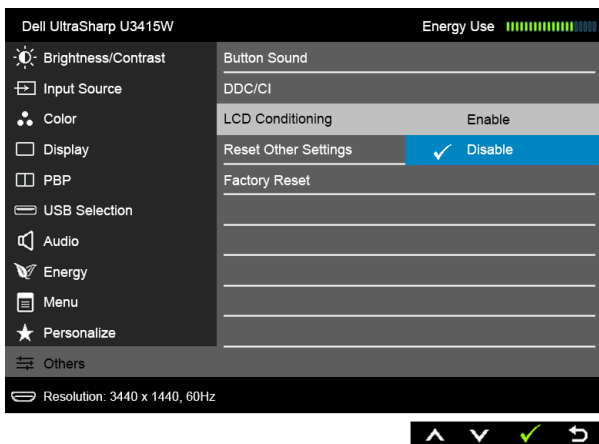 Dell UltraSharp U3415W Energy Use
Brightness/Contrast Button Sound
Input Source DDC/CI
Color LCD Conditioning Enable
Display Reset Other Settings Disable
PBP Factory Reset
USB Selection
Audio
Energy
Menu
Personalize
Others
Resolution: 3440 x 1440, 60Hz